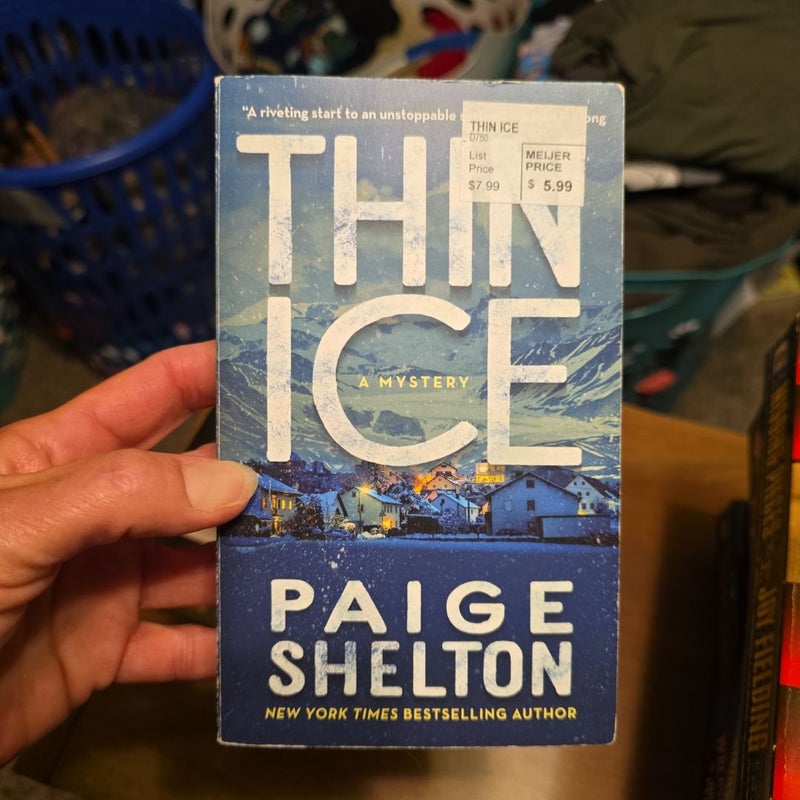 "A riveting start to an unstoppable
THIN ICE
D750
List
Price
$7.99
MEIJER
PRICE
$ 5.99
THIN
ICE
A MYSTERY
PAIGE
SHELTON
NEW YORK TIMES BESTSELLING AUTHOR
JOY FIELDING